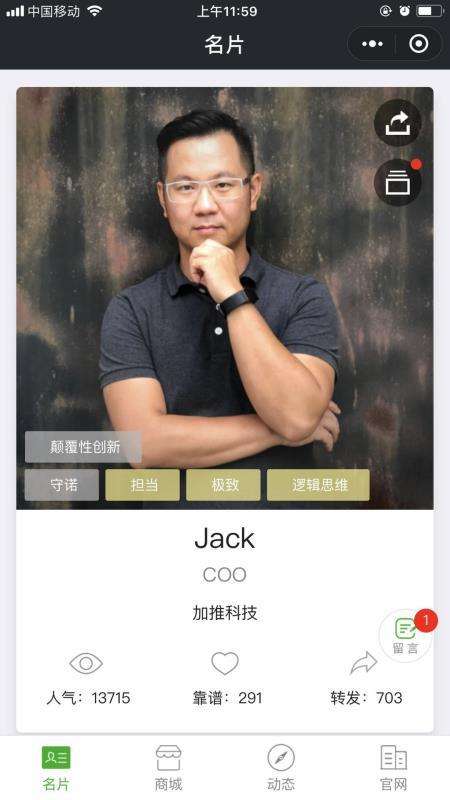 中国移动 上午11:59
名片
颠覆性创新
守诺 担当 极致 逻辑思维
Jack
COO
加推科技
1
留言
人气：13715 靠谱：291 转发：703
名片 商城 动态 官网